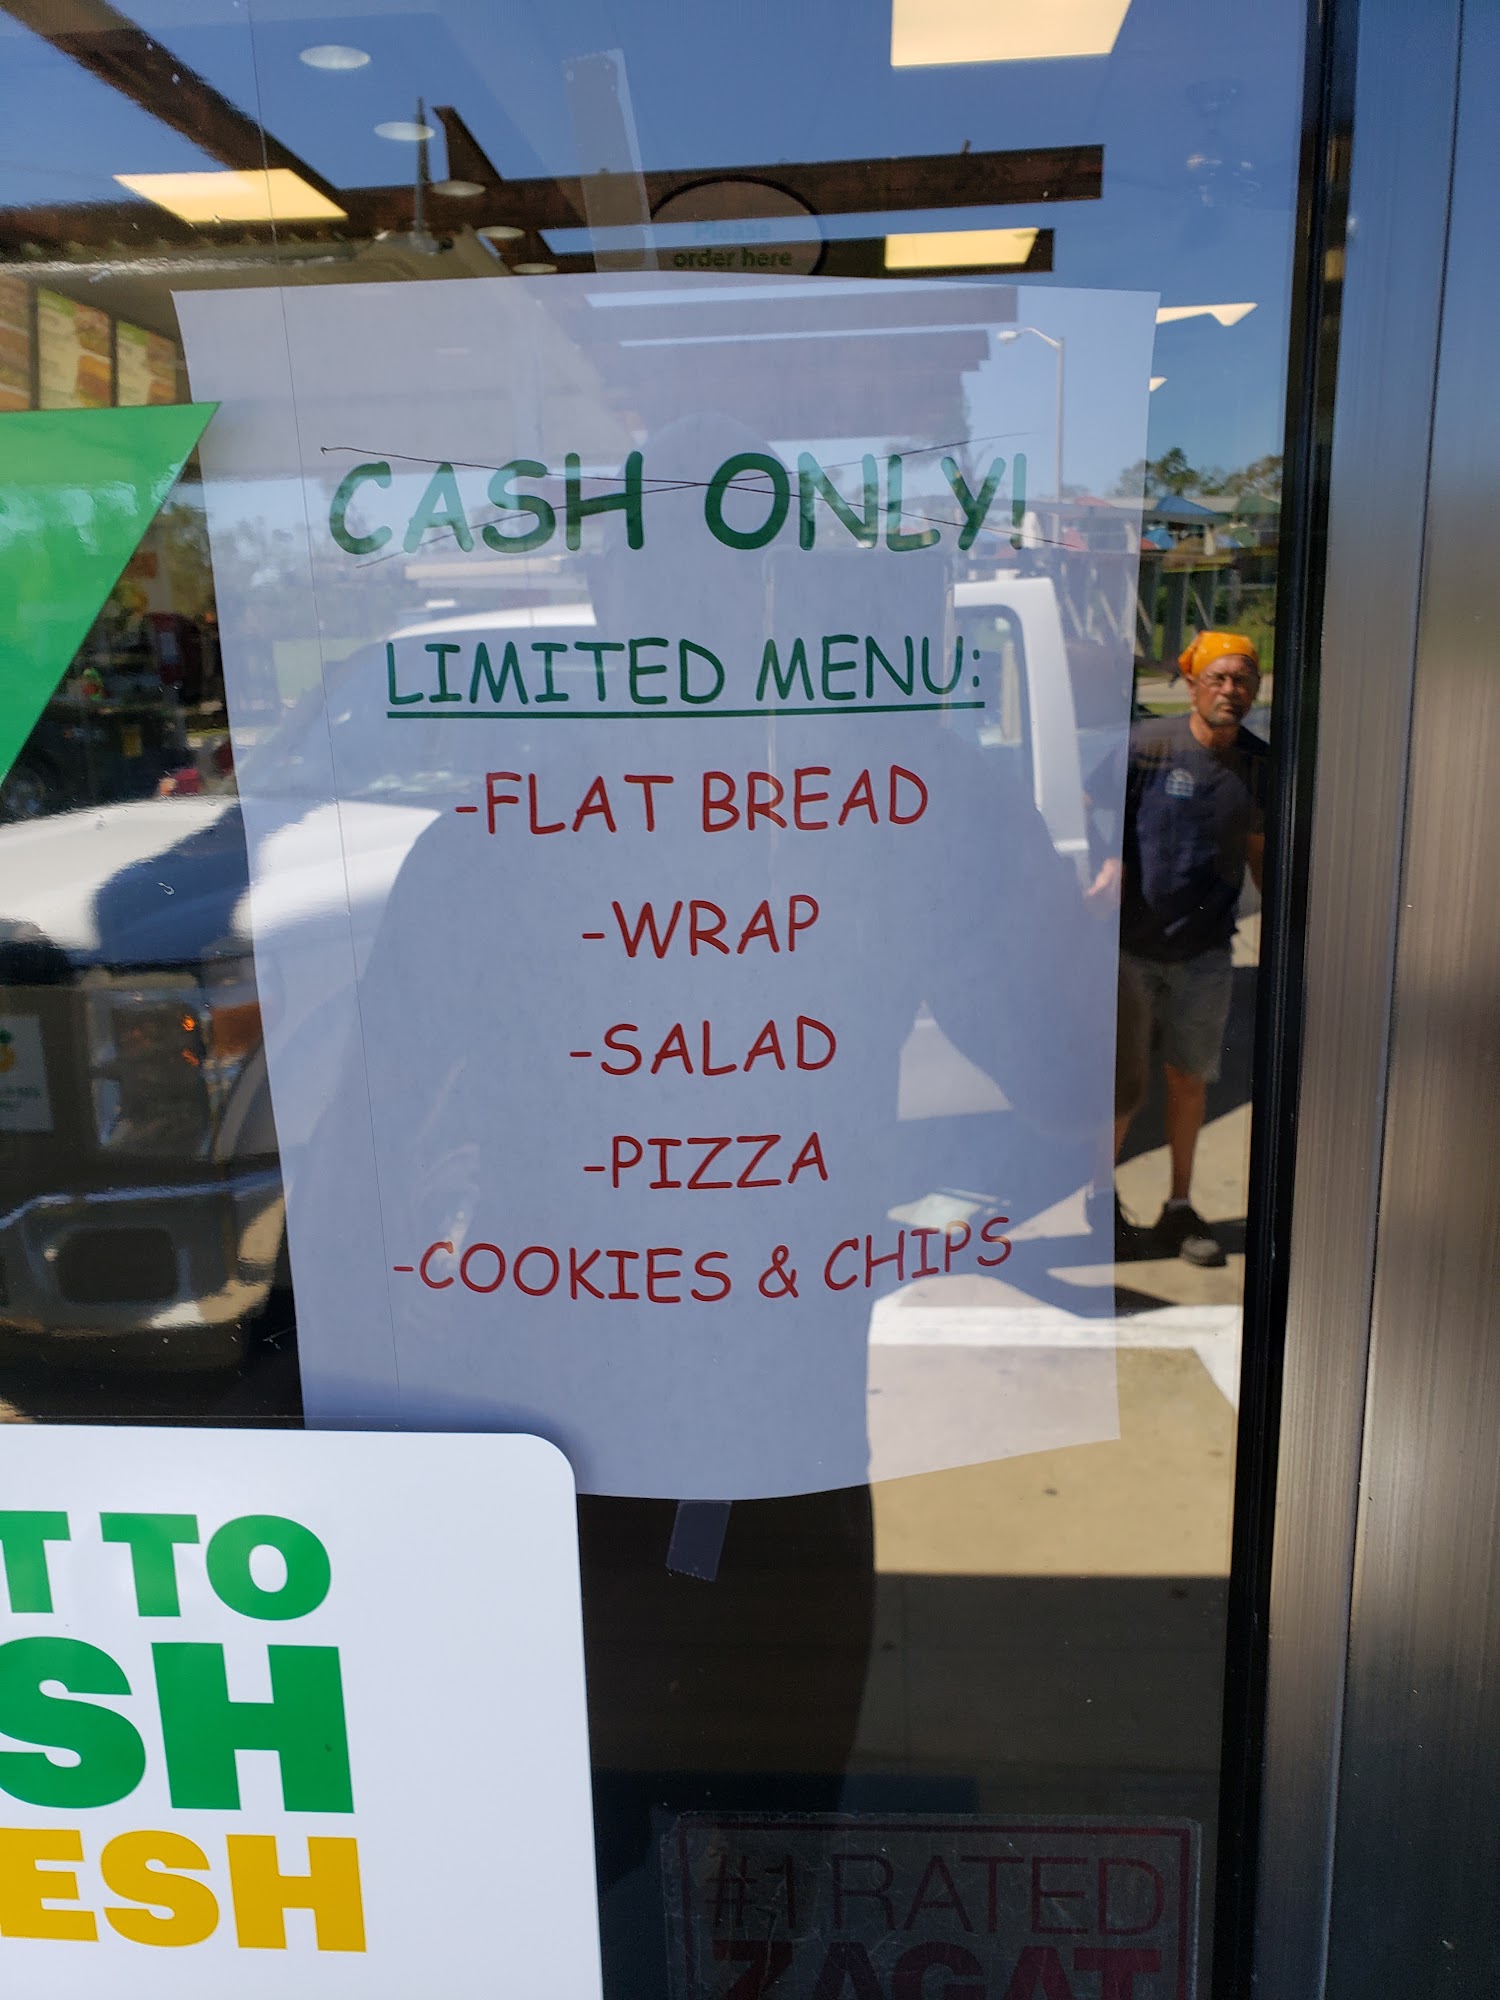 Please
order here
CASH ONLY!
LIMITED MENU:
-FLAT BREAD
-WRAP
-SALAD
-PIZZA
-COOKIES & CHIPS
T TO
SH
ESH
#1 RATED
ZAGAT